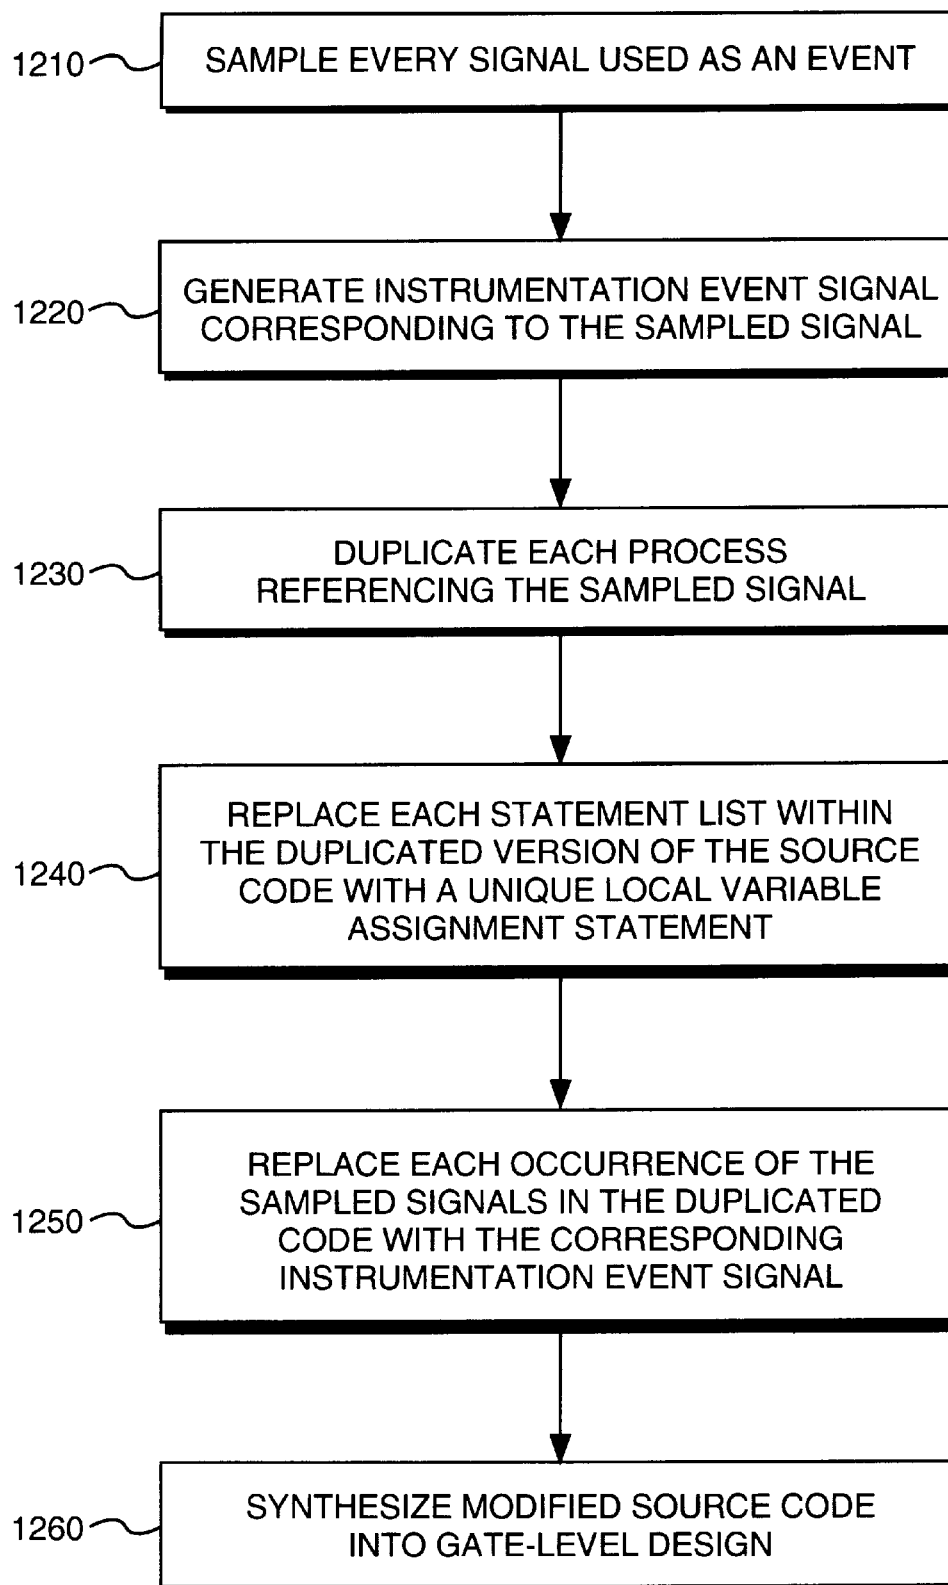 1210
SAMPLE EVERY SIGNAL USED AS AN EVENT
1220
GENERATE INSTRUMENTATION EVENT SIGNAL
CORRESPONDING TO THE SAMPLED SIGNAL
1230
DUPLICATE EACH PROCESS
REFERENCING THE SAMPLED SIGNAL
1240
REPLACE EACH STATEMENT LIST WITHIN
THE DUPLICATED VERSION OF THE SOURCE
CODE WITH A UNIQUE LOCAL VARIABLE
ASSIGNMENT STATEMENT
1250
REPLACE EACH OCCURRENCE OF THE
SAMPLED SIGNALS IN THE DUPLICATED
CODE WITH THE CORRESPONDING
INSTRUMENTATION EVENT SIGNAL
1260
SYNTHESIZE MODIFIED SOURCE CODE
INTO GATE-LEVEL DESIGN